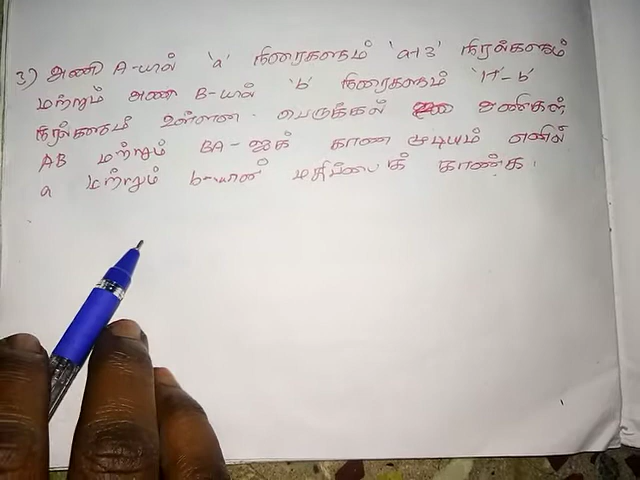 3) அணி A-யில் 'a' நிரைகளும் 'a+3' நிரல்களும்
மற்றும் அணி B-யில் 'b' நிரைகளும் '17-b'
நிரல்களும் உள்ளன. பெருக்கல் அணிகள்
AB மற்றும் BA-ஐக் காண முடியும் எனில்
a மற்றும் b-யின் மதிப்பைக் காண்க.